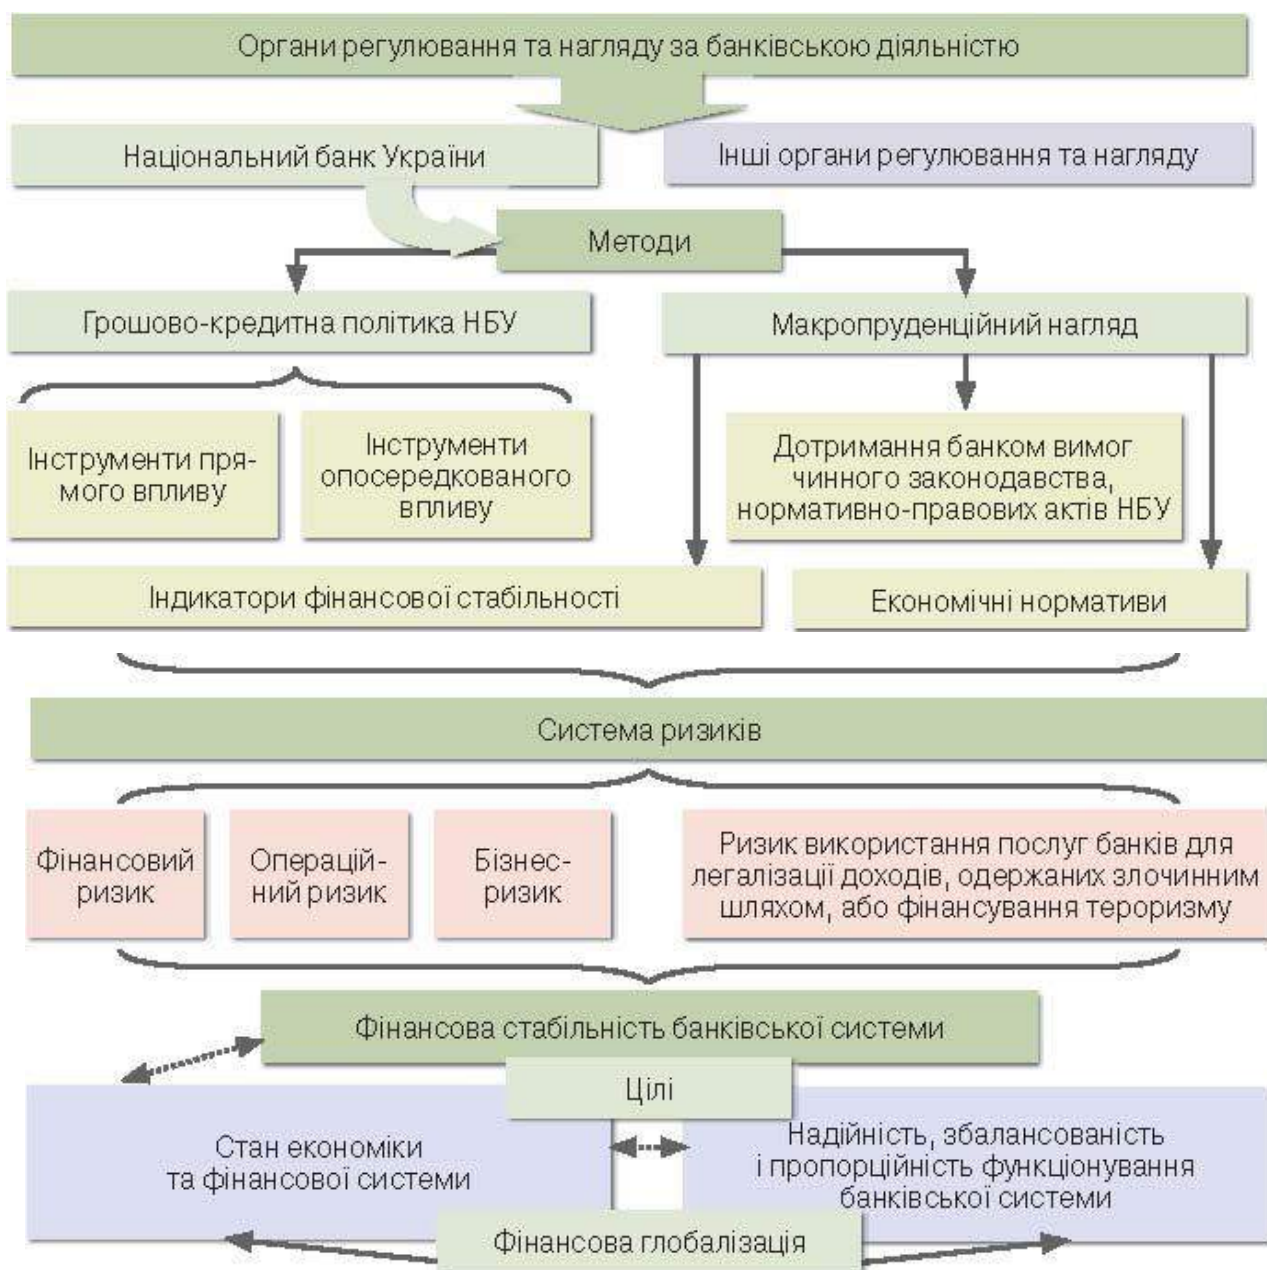 Органи регулювання та нагляду за банківською діяльністю
Національний банк України
Інші органи регулювання та нагляду
Методи
Грошово-кредитна політика НБУ
Макропруденційний нагляд
Інструменти пря-
мого впливу
Інструменти
опосередкованого
впливу
Дотримання банком вимог
чинного законодавства,
нормативно-правових актів НБУ
Індикатори фінансової стабільності
Економічні нормативи
Система ризиків
Фінансовий
ризик
Операцій-
ний ризик
Бізнес-
ризик
Ризик використання послуг банків для
легалізації доходів, одержаних злочинним
шляхом, або фінансування тероризму
Фінансова стабільність банківської системи
Цілі
Стан економіки
та фінансової системи
Надійність, збалансованість
і пропорційність функціонування
банківської системи
Фінансова глобалізація